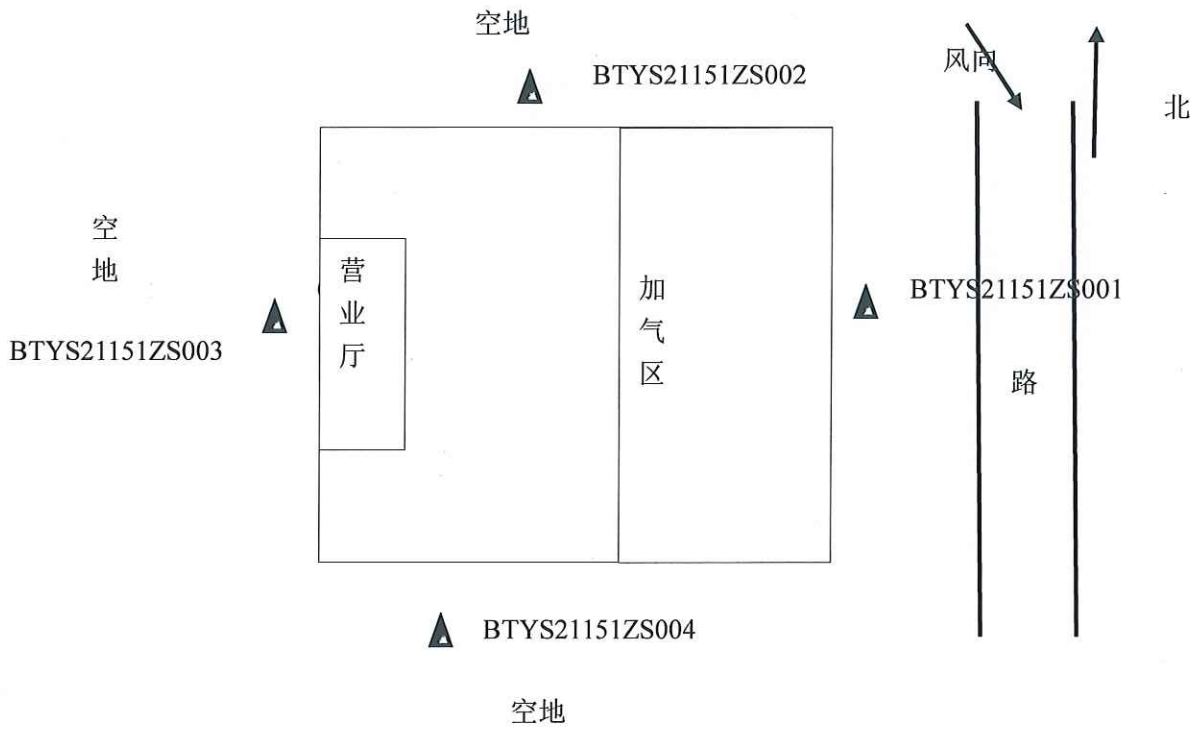 空地
BTYS21151ZS002
风向
北
空
地
BTYS21151ZS003
营
业
厅
加
气
区
BTYS21151ZS001
路
BTYS21151ZS004
空地